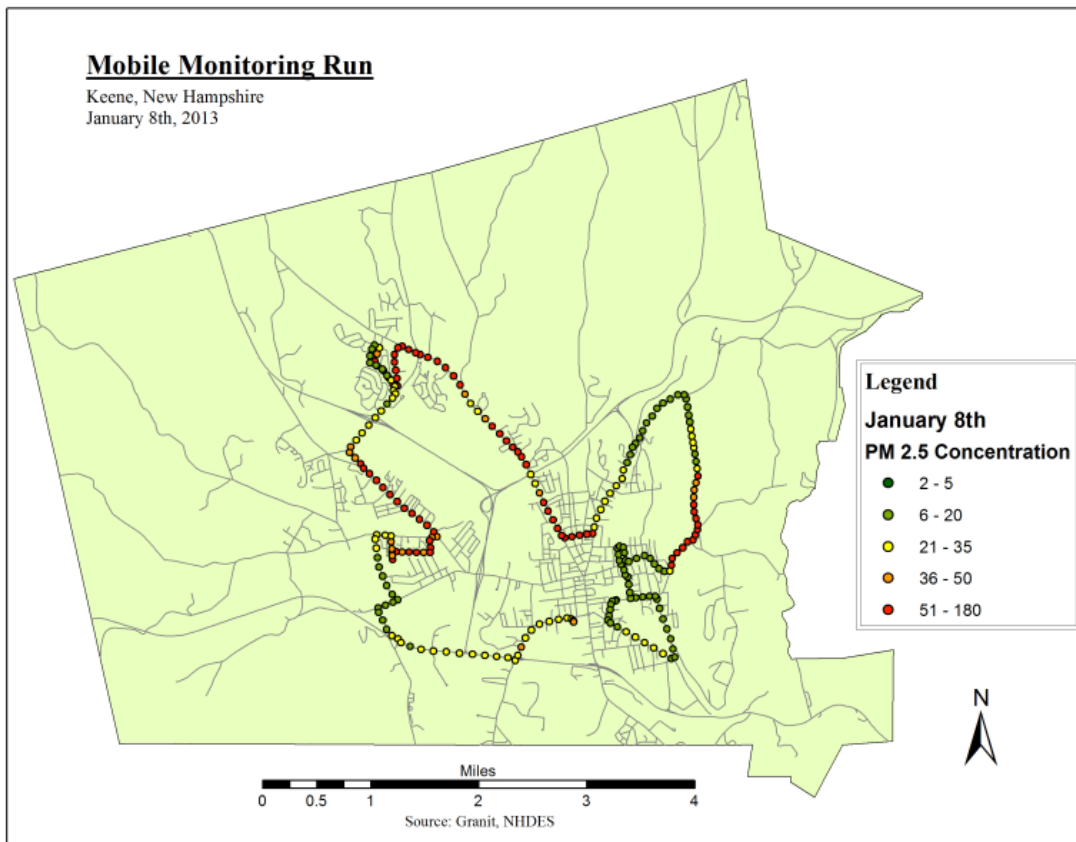 Mobile Monitoring Run
Keene, New Hampshire
January 8th, 2013
Legend
January 8th
PM 2.5 Concentration
2 - 5
6 - 20
21 - 35
36 - 50
51 - 180
N
Miles
0 0.5 1 2 3 4
Source: Granit, NHDES